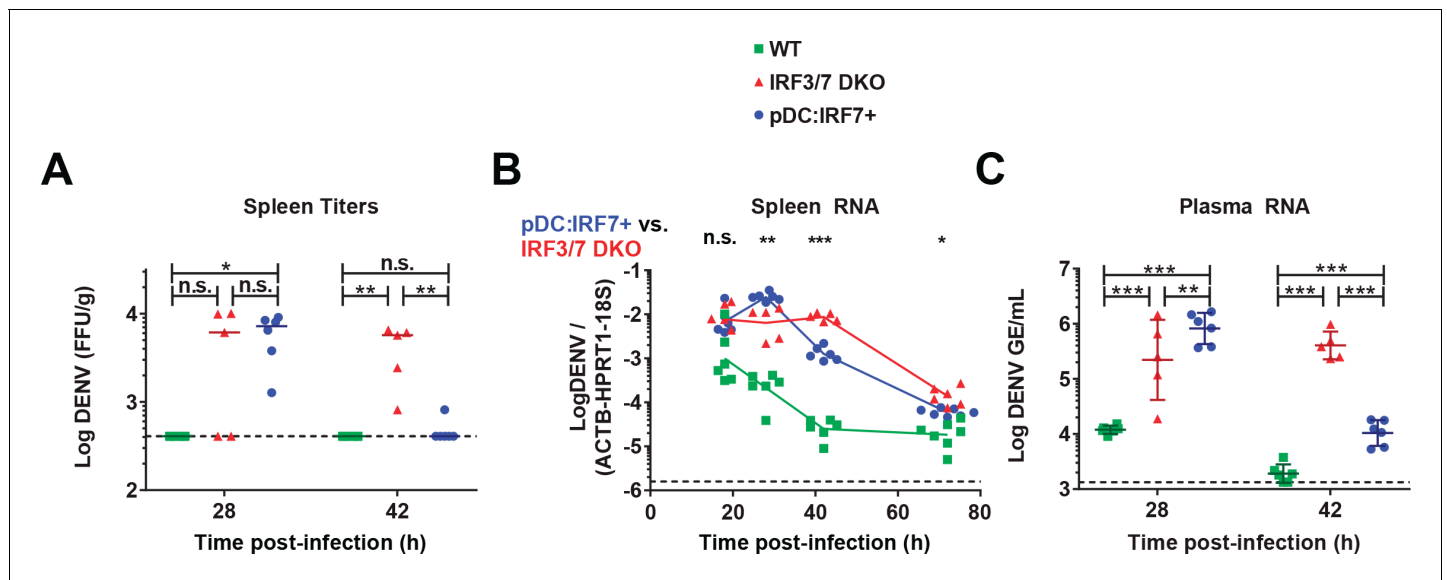 WT
IRF3/7 DKO
pDC:IRF7+
A
Spleen Titers
*
n.s.
n.s.
n.s.
**
**
Log DENV (FFU/g)
4
3
2
28
42
Time post-infection (h)
B
Spleen RNA
pDC:IRF7+ vs.
IRF3/7 DKO
n.s.
**
***
*
LogDENV /
(ACTB-HPRT1-18S)
-1
-2
-3
-4
-5
-6
0
20
40
60
80
Time post-infection (h)
C
Plasma RNA
***
***
**
***
***
***
Log DENV GE/mL
7
6
5
4
3
28
42
Time post-infection (h)